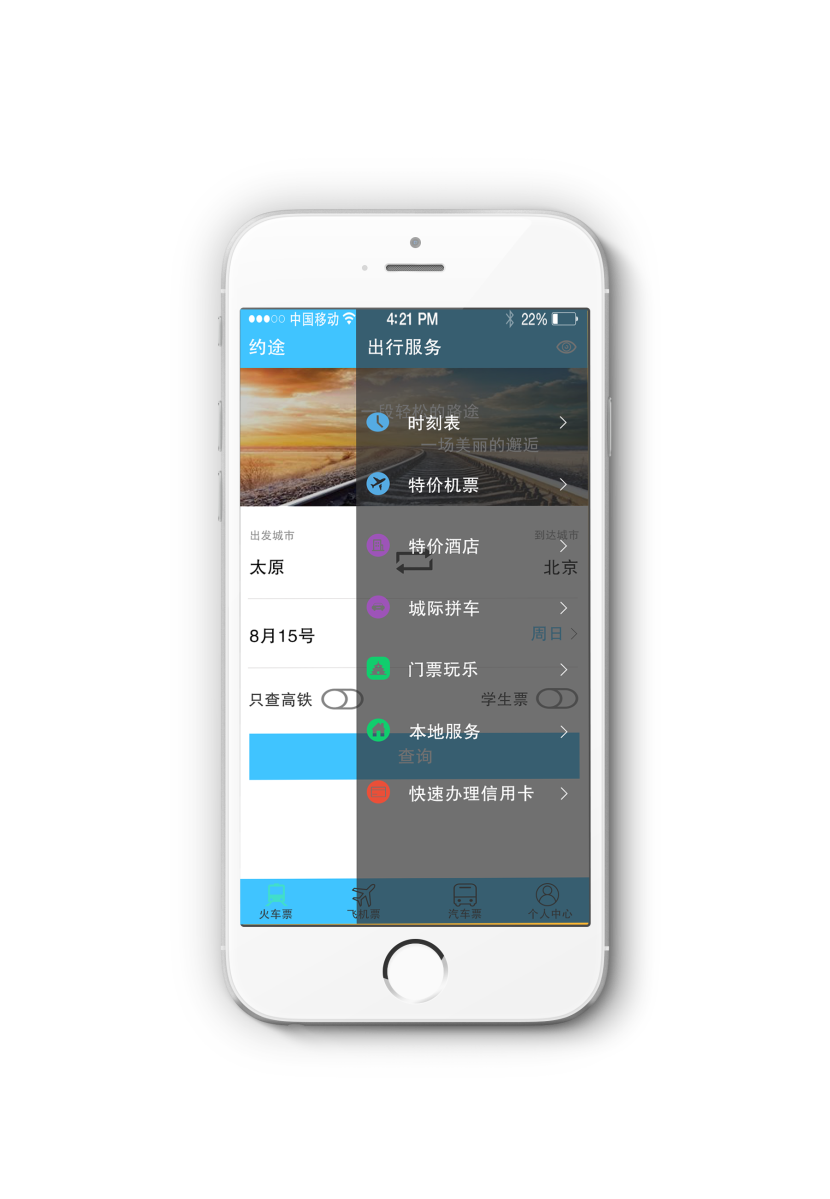 中国移动 4:21 PM 22%
约途 出行服务
一段轻松的路途
时刻表
一场美丽的邂逅
特价机票
出发城市 到达城市
特价酒店
太原 北京
城际拼车
8月15号 周日
门票玩乐
只查高铁 学生票
本地服务
查询
快速办理信用卡
火车票 飞机票 汽车票 个人中心